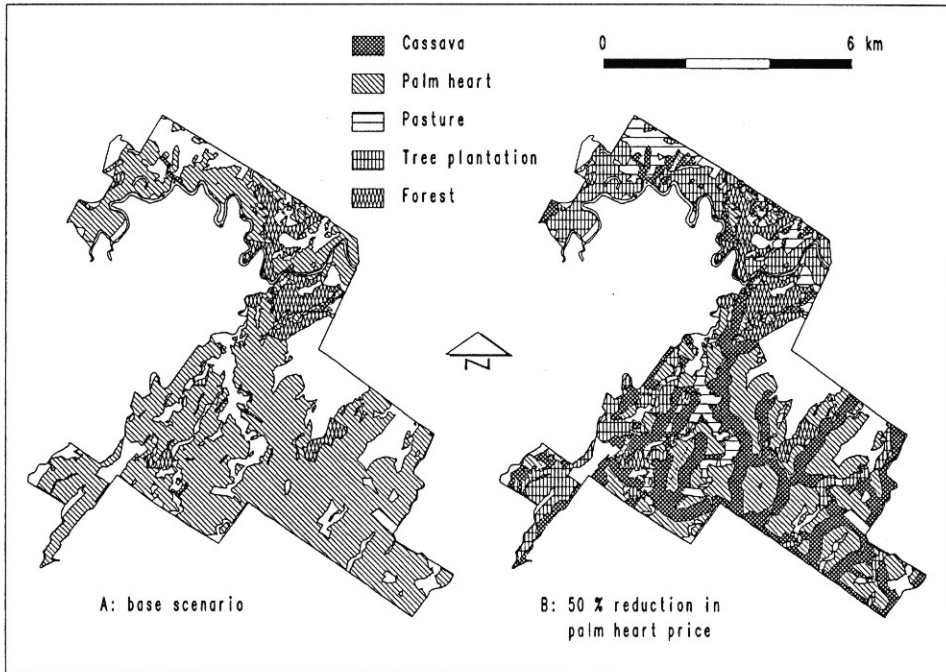 0 6 km
Cassava
Palm heart
Pasture
Tree plantation
Forest
N
A: base scenario
B: 50 % reduction in
palm heart price